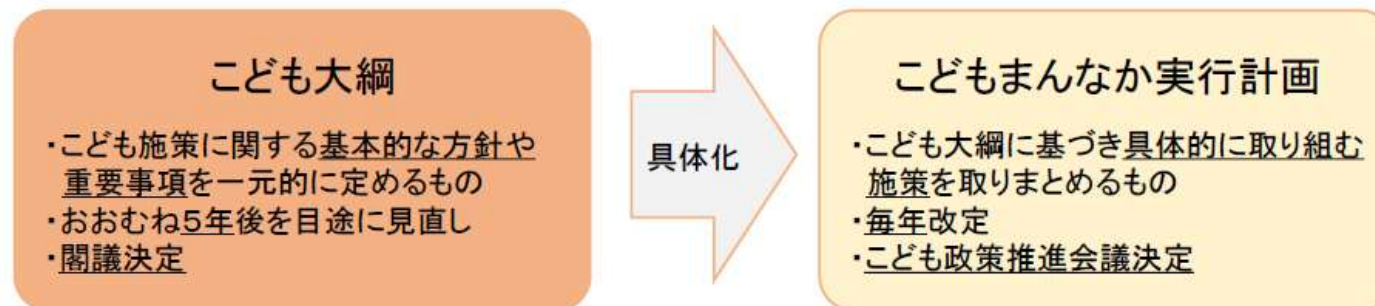 こども大綱
・こども施策に関する基本的な方針や
重要事項を一元的に定めるもの
・おおむね５年後を目途に見直し
・閣議決定
具体化
こどもまんなか実行計画
・こども大綱に基づき具体的に取り組む
施策を取りまとめるもの
・毎年改定
・こども政策推進会議決定